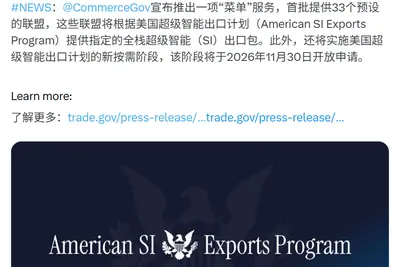 #NEWS：@CommerceGov宣布推出一项“菜单”服务，首批提供33个预设
的联盟，这些联盟将根据美国超级智能出口计划（American SI Exports
Program）提供指定的全栈超级智能（SI）出口包。此外，还将实施美国超
级智能出口计划的新按需阶段，该阶段将于2026年11月30日开放申请。
Learn more:
了解更多：trade.gov/press-release/...trade.gov/press-release/...
American SI Exports Program